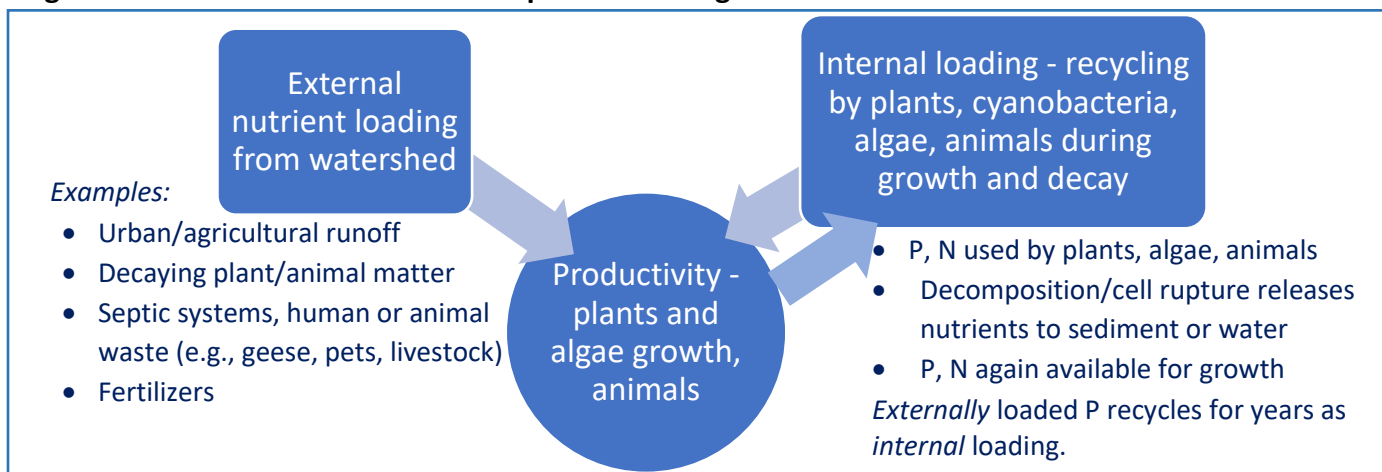 External
nutrient loading
from watershed
Examples:
• Urban/agricultural runoff
• Decaying plant/animal matter
• Septic systems, human or animal
waste (e.g., geese, pets, livestock)
• Fertilizers
Productivity -
plants and
algae growth,
animals
Internal loading - recycling
by plants, cyanobacteria,
algae, animals during
growth and decay
• P, N used by plants, algae, animals
• Decomposition/cell rupture releases
nutrients to sediment or water
• P, N again available for growth
Externally loaded P recycles for years as
internal loading.